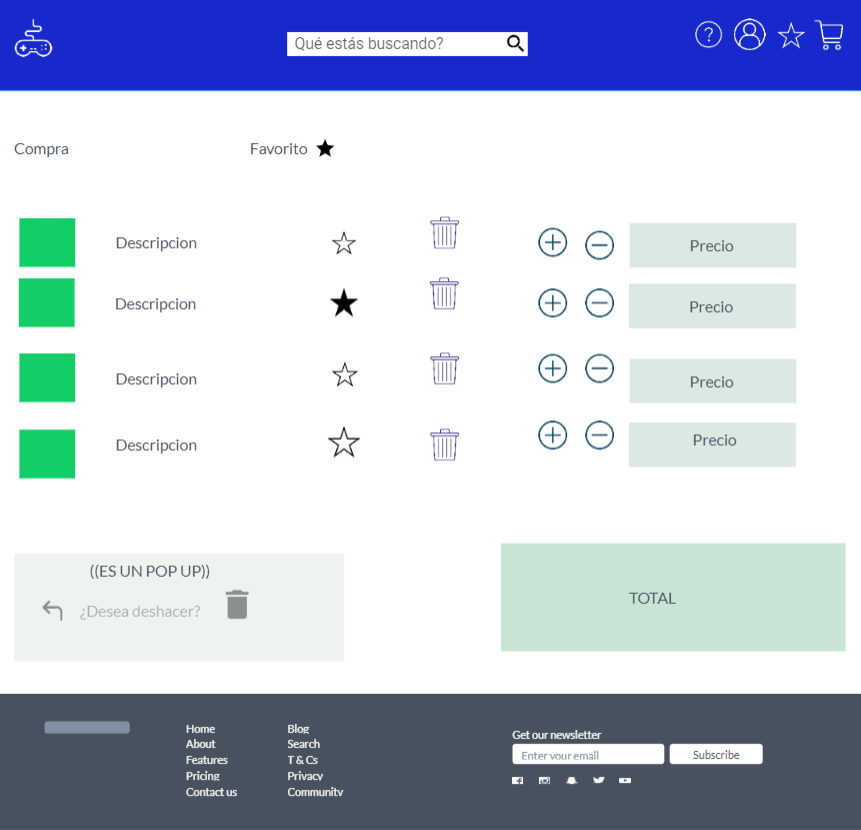 Qué estás buscando?
?
Compra
Favorito
Descripcion
Precio
Descripcion
Precio
Descripcion
Precio
Descripcion
Precio
((ES UN POP UP))
¿Desea deshacer?
TOTAL
Home
About
Features
Pricing
Contact us
Blog
Search
T & Cs
Privacy
Community
Get our newsletter
Enter your email
Subscribe